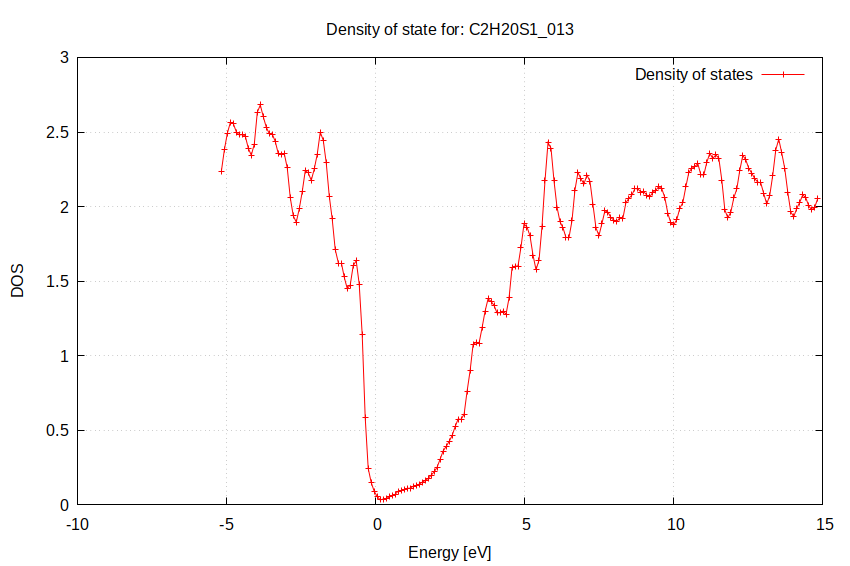 Density of state for: C2H20S1_013
Density of states
3
2.5
2
1.5
1
0.5
0
DOS
-10 -5 0 5 10 15
Energy [eV]